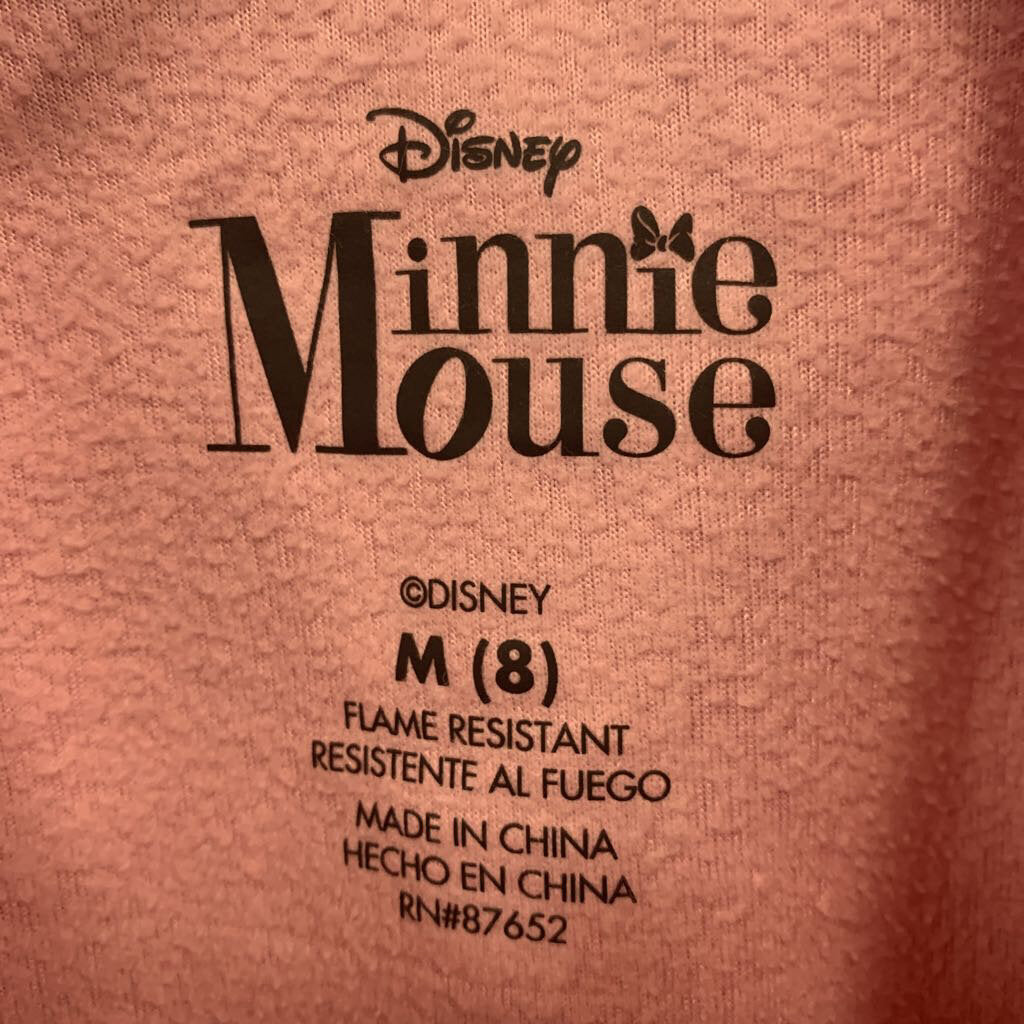 Disney
Minnie
Mouse
©DISNEY
M (8)
FLAME RESISTANT
RESISTENTE AL FUEGO
MADE IN CHINA
HECHO EN CHINA
RN#87652